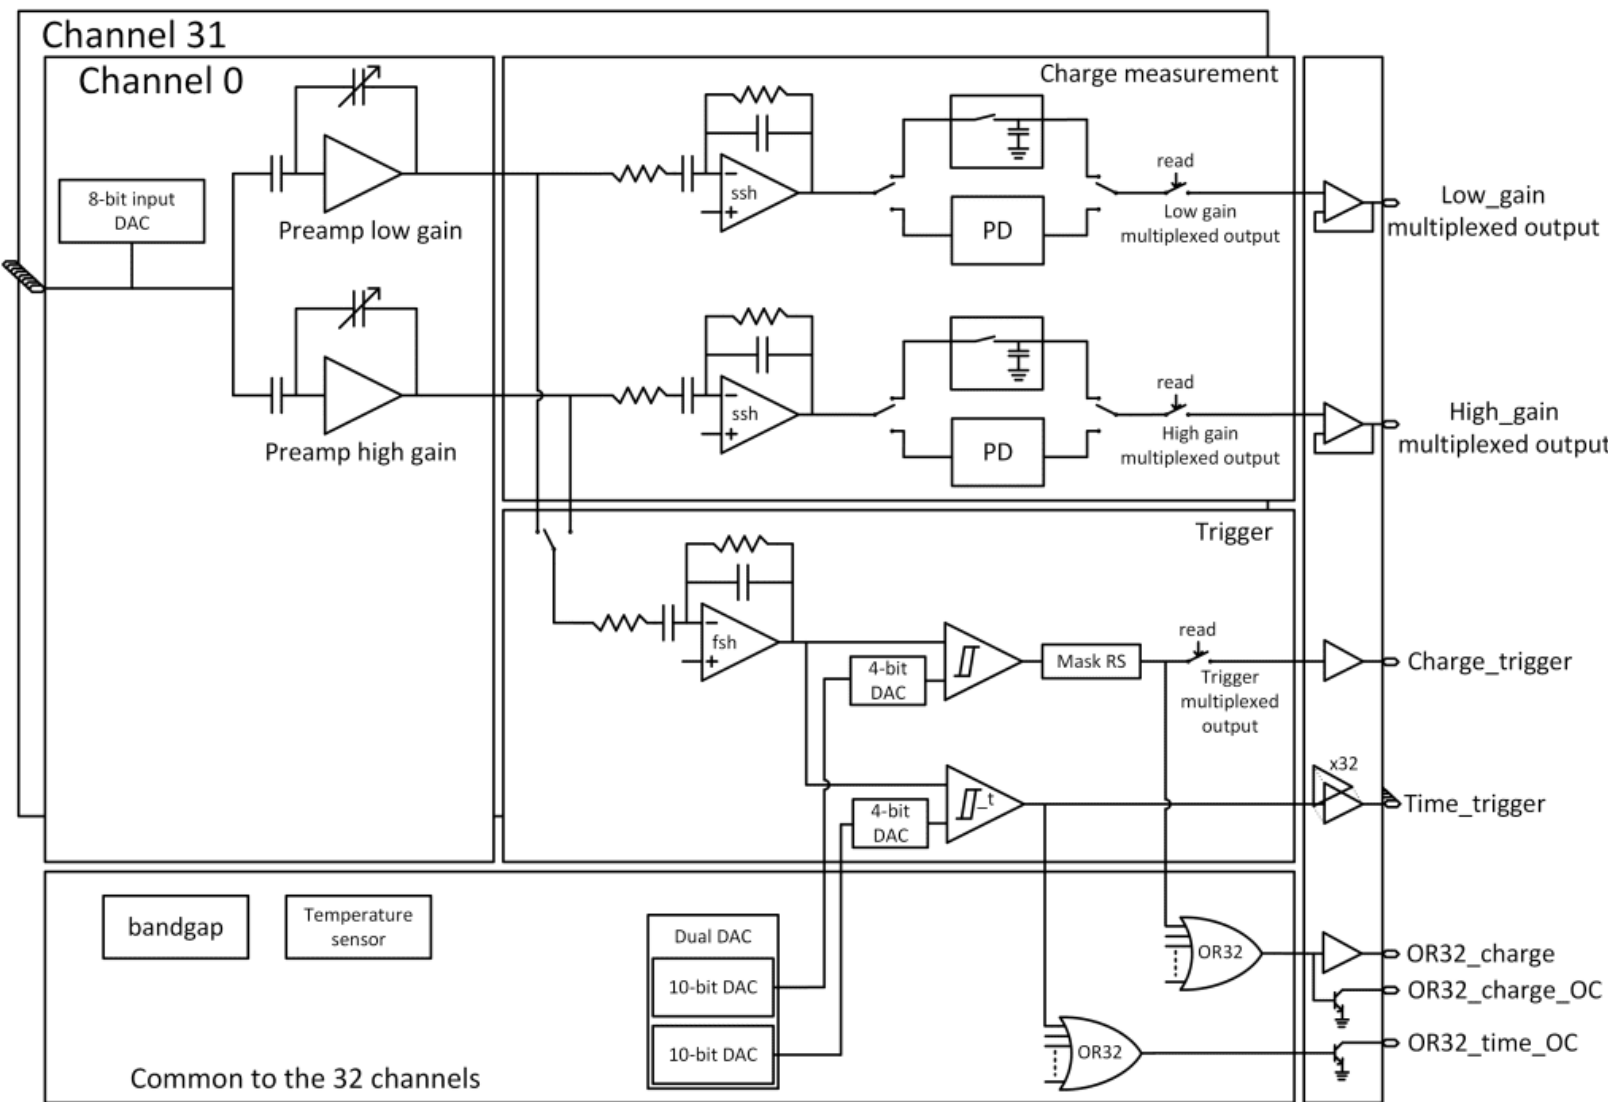 Channel 31
Channel 0
Charge measurement
8-bit input
DAC
Preamp low gain
ssh
PD
read
Low gain
multiplexed output
Low_gain
multiplexed output
Preamp high gain
ssh
PD
read
High gain
multiplexed output
High_gain
multiplexed output
Trigger
fsh
4-bit
DAC
Mask RS
read
Trigger
multiplexed
output
Charge_trigger
4-bit
DAC
_t
x32
Time_trigger
bandgap
Temperature
sensor
Dual DAC
10-bit DAC
10-bit DAC
OR32
OR32_charge
OR32_charge_OC
OR32
OR32_time_OC
Common to the 32 channels